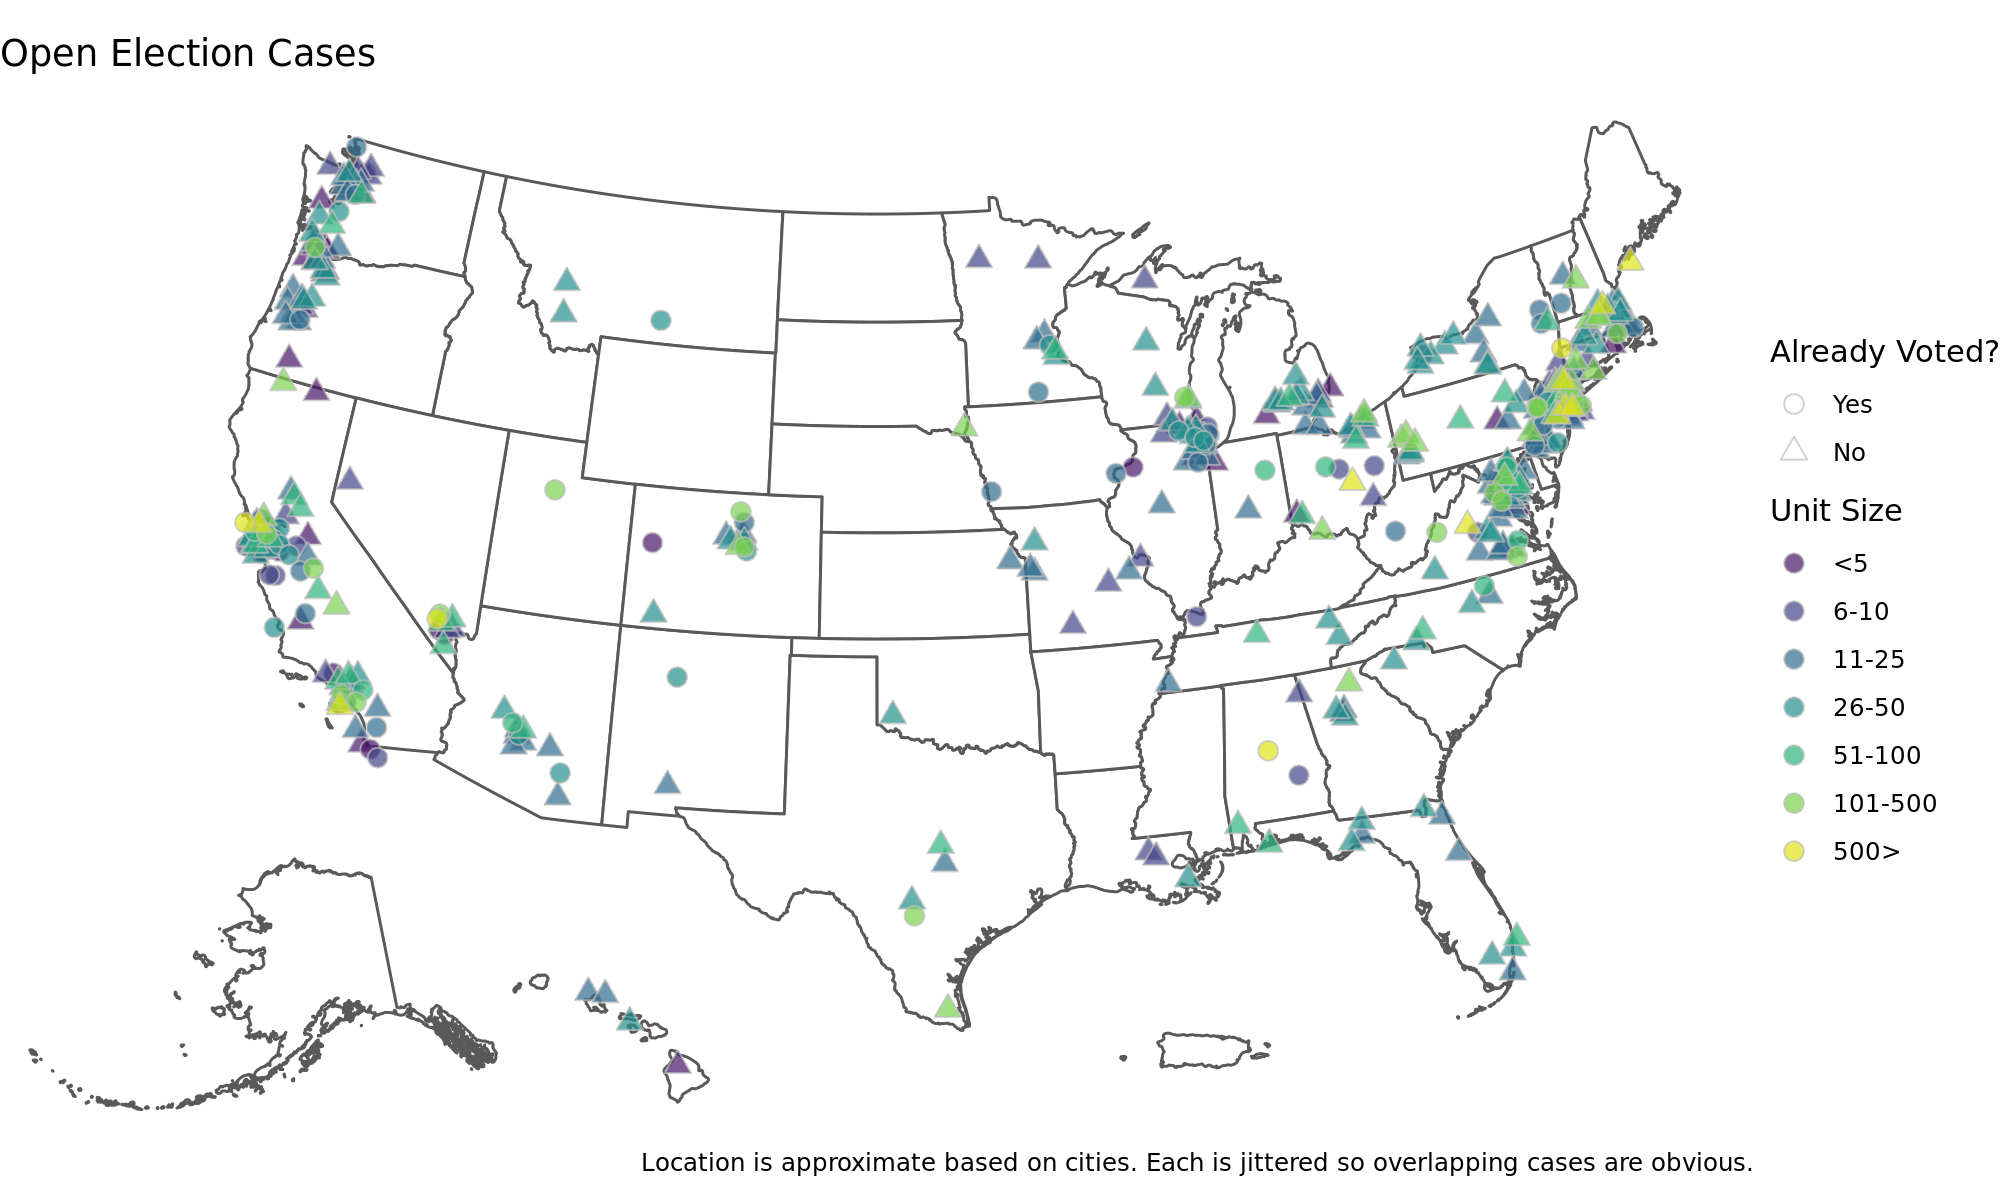 Open Election Cases
Already Voted?
Yes
No
Unit Size
<5
6-10
11-25
26-50
51-100
101-500
500>
Location is approximate based on cities. Each is jittered so overlapping cases are obvious.